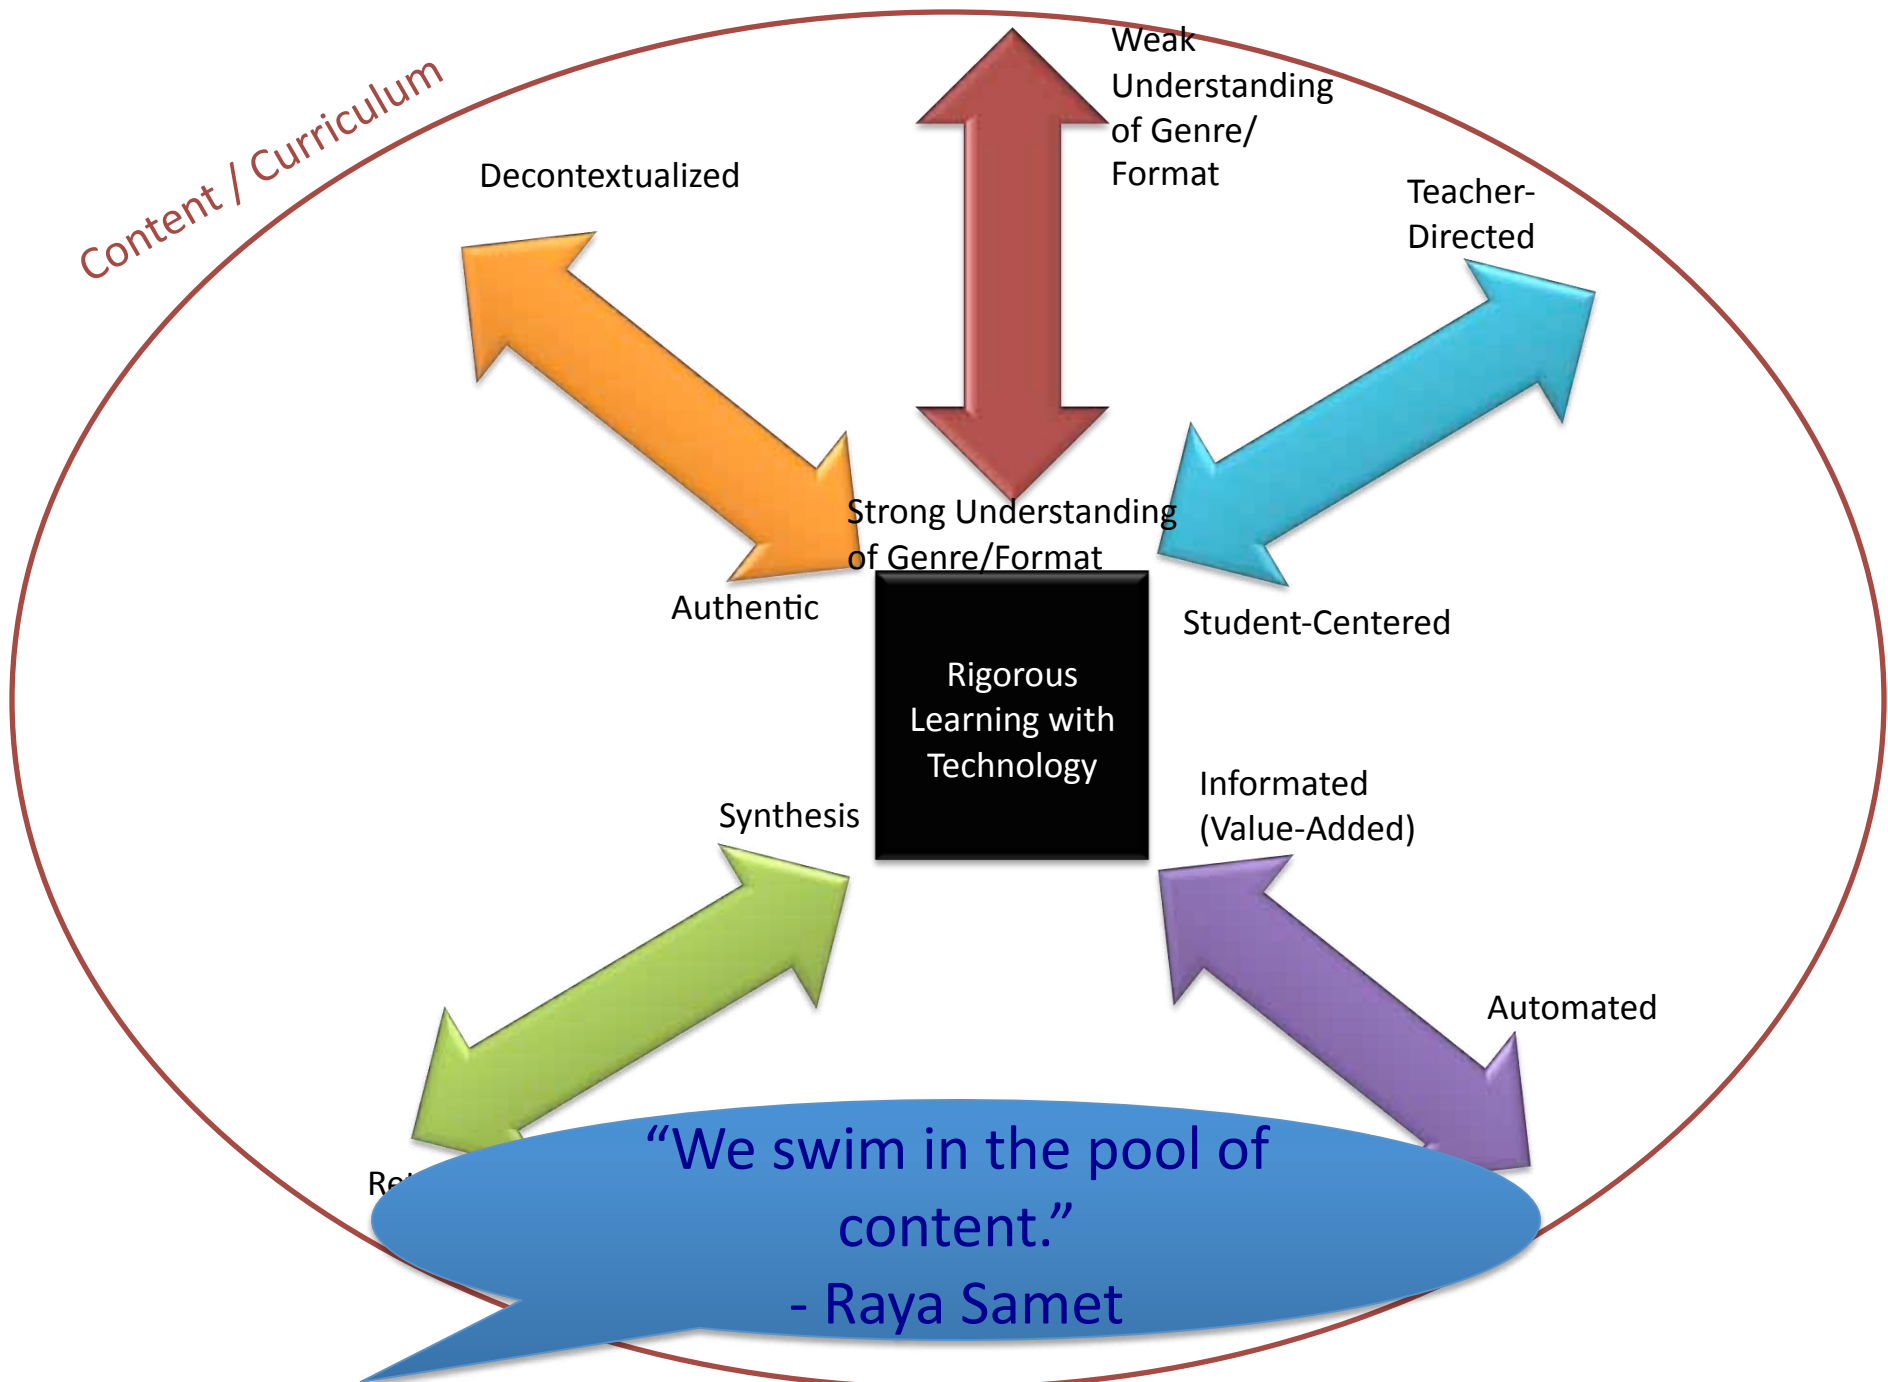 Content / Curriculum
Weak
Understanding
of Genre/
Format
Decontextualized
Teacher-
Directed
Strong Understanding
of Genre/Format
Authentic
Student-Centered
Rigorous
Learning with
Technology
Informated
(Value-Added)
Synthesis
Automated
“We swim in the pool of
content.”
- Raya Samet